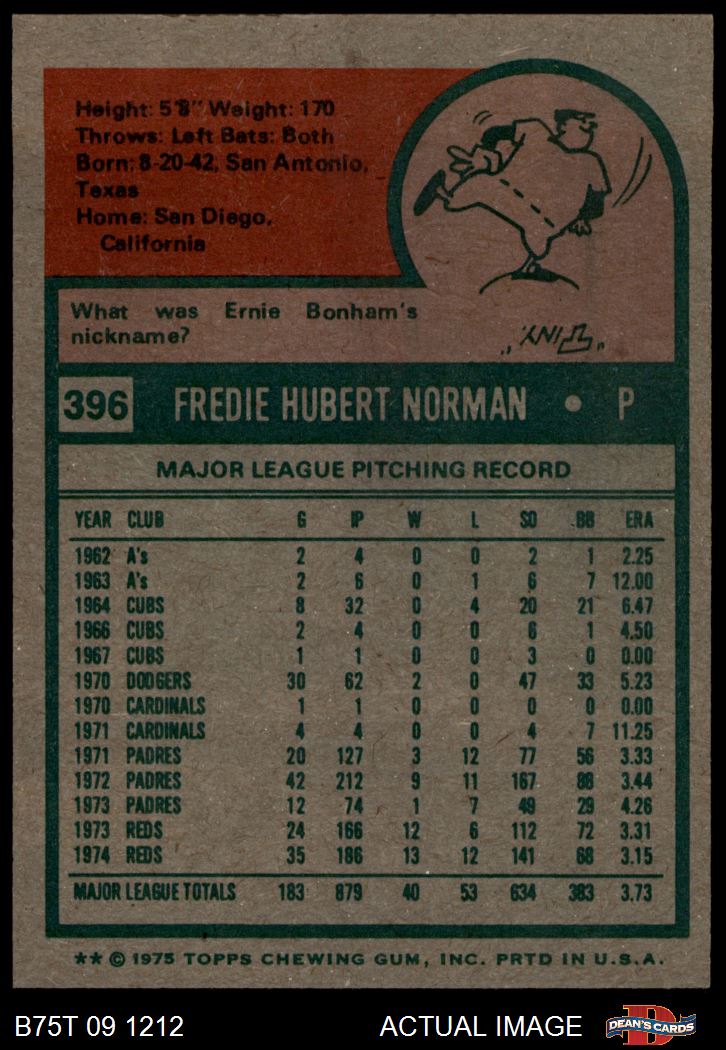 Height: 5'8" Weight: 170
Throws: Left Bats: Both
Born: 8-20-42, San Antonio,
Texas
Home: San Diego,
California
What was Ernie Bonham's
nickname?
"TINY"
396 FREDIE HUBERT NORMAN • P
MAJOR LEAGUE PITCHING RECORD
YEAR CLUB G IP W L SO BB ERA
1962 A's 2 4 0 0 2 1 2.25
1963 A's 2 6 0 1 6 7 12.00
1964 CUBS 8 32 0 4 20 21 6.47
1966 CUBS 2 4 0 0 6 1 4.50
1967 CUBS 1 1 0 0 3 0 0.00
1970 DODGERS 30 62 2 0 47 33 5.23
1970 CARDINALS 1 1 0 0 0 0 0.00
1971 CARDINALS 4 4 0 0 4 7 11.25
1971 PADRES 20 127 3 12 77 56 3.33
1972 PADRES 42 212 9 11 167 88 3.44
1973 PADRES 12 74 1 7 49 29 4.26
1973 REDS 24 166 12 6 112 72 3.31
1974 REDS 35 186 13 12 141 68 3.15
MAJOR LEAGUE TOTALS 183 879 40 53 634 383 3.73
** © 1975 TOPPS CHEWING GUM, INC. PRTD IN U.S.A.
B75T 09 1212 ACTUAL IMAGE D DEAN'S CARDS